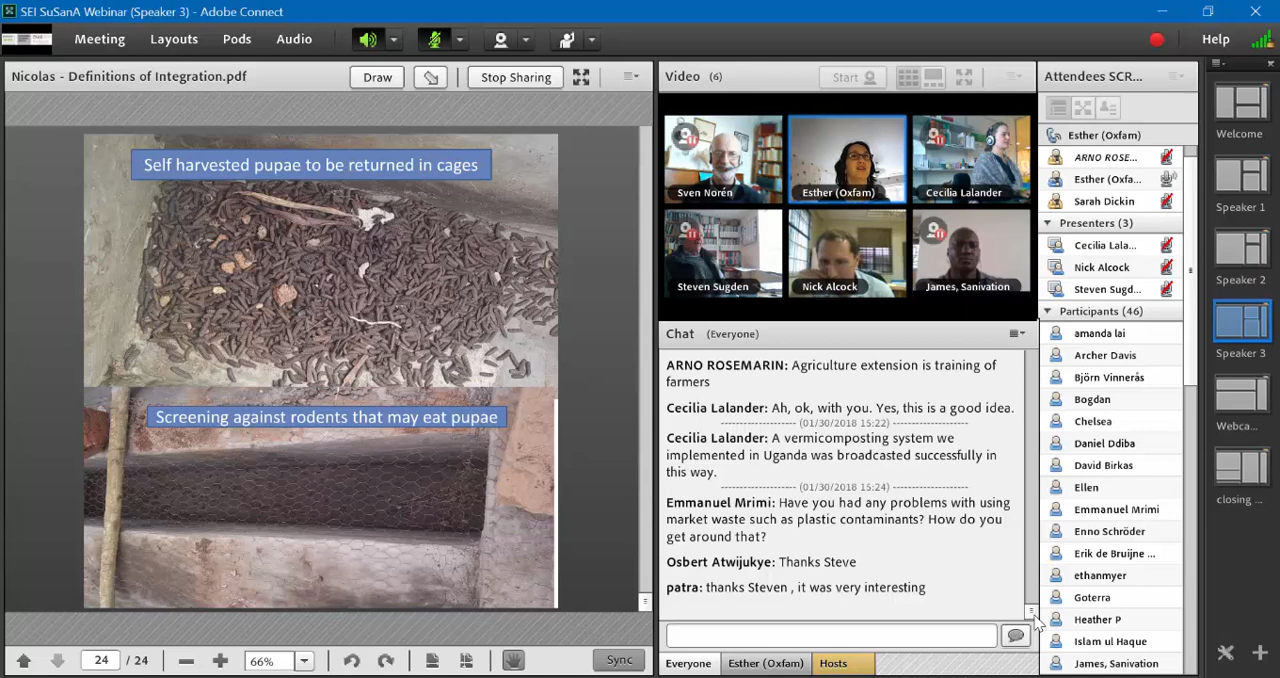 SEI SuSanA Webinar (Speaker 3) - Adobe Connect
Meeting
Layouts
Pods
Audio
Help
Nicolas - Definitions of Integration.pdf
Draw
Stop Sharing
Self harvested pupae to be returned in cages
Screening against rodents that may eat pupae
24 / 24
66%
Sync
Video (6)
Start
Sven Norén
Esther (Oxfam)
Cecilia Lalander
Steven Sugden
Nick Alcock
James, Sanivation
Chat (Everyone)
ARNO ROSEMARIN: Agriculture extension is training of
farmers
Cecilia Lalander: Ah, ok, with you. Yes, this is a good idea.
------------------ (01/30/2018 15:22) ------------------
Cecilia Lalander: A vermicomposting system we
implemented in Uganda was broadcasted successfully in
this way.
------------------ (01/30/2018 15:24) ------------------
Emmanuel Mrimi: Have you had any problems with using
market waste such as plastic contaminants? How do you
get around that?
Osbert Atwijukye: Thanks Steve
patra: thanks Steven , it was very interesting
Everyone
Esther (Oxfam)
Hosts
Attendees SCR...
Esther (Oxfam)
ARNO ROSE...
Esther (Oxfa...
Sarah Dickin
Presenters (3)
Cecilia Lala...
Nick Alcock
Steven Sugd...
Participants (46)
amanda lai
Archer Davis
Björn Vinnerås
Bogdan
Chelsea
Daniel Ddiba
David Birkas
Ellen
Emmanuel Mrimi
Enno Schröder
Erik de Bruijne ...
ethanmyer
Goterra
Heather P
Islam ul Haque
James, Sanivation
Welcome
Speaker 1
Speaker 2
Speaker 3
Webca...
closing ...